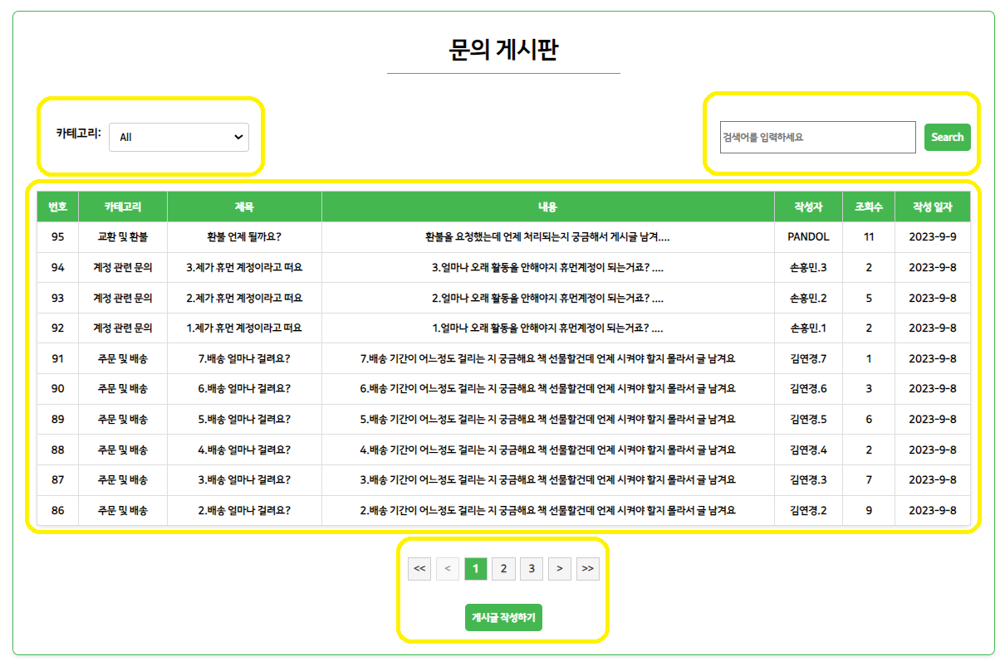 문의 게시판
카테고리: All
검색어를 입력하세요 Search
번호 카테고리 제목 내용 작성자 조회수 작성 일자
95 교환 및 환불 환불 언제 될까요? 환불을 요청했는데 언제 처리되는지 궁금해서 게시글 남겨.... PANDOL 11 2023-9-9
94 계정 관련 문의 3.제가 휴먼 계정이라고 떠요 3.얼마나 오래 활동을 안해야지 휴먼계정이 되는거죠? .... 손흥민.3 2 2023-9-8
93 계정 관련 문의 2.제가 휴먼 계정이라고 떠요 2.얼마나 오래 활동을 안해야지 휴먼계정이 되는거죠? .... 손흥민.2 5 2023-9-8
92 계정 관련 문의 1.제가 휴먼 계정이라고 떠요 1.얼마나 오래 활동을 안해야지 휴먼계정이 되는거죠? .... 손흥민.1 2 2023-9-8
91 주문 및 배송 7.배송 얼마나 걸려요? 7.배송 기간이 어느정도 걸리는 지 궁금해요 책 선물할건데 언제 시켜야 할지 몰라서 글 남겨요 김연경.7 1 2023-9-8
90 주문 및 배송 6.배송 얼마나 걸려요? 6.배송 기간이 어느정도 걸리는 지 궁금해요 책 선물할건데 언제 시켜야 할지 몰라서 글 남겨요 김연경.6 3 2023-9-8
89 주문 및 배송 5.배송 얼마나 걸려요? 5.배송 기간이 어느정도 걸리는 지 궁금해요 책 선물할건데 언제 시켜야 할지 몰라서 글 남겨요 김연경.5 6 2023-9-8
88 주문 및 배송 4.배송 얼마나 걸려요? 4.배송 기간이 어느정도 걸리는 지 궁금해요 책 선물할건데 언제 시켜야 할지 몰라서 글 남겨요 김연경.4 2 2023-9-8
87 주문 및 배송 3.배송 얼마나 걸려요? 3.배송 기간이 어느정도 걸리는 지 궁금해요 책 선물할건데 언제 시켜야 할지 몰라서 글 남겨요 김연경.3 7 2023-9-8
86 주문 및 배송 2.배송 얼마나 걸려요? 2.배송 기간이 어느정도 걸리는 지 궁금해요 책 선물할건데 언제 시켜야 할지 몰라서 글 남겨요 김연경.2 9 2023-9-8
<< < 1 2 3 > >>
게시글 작성하기